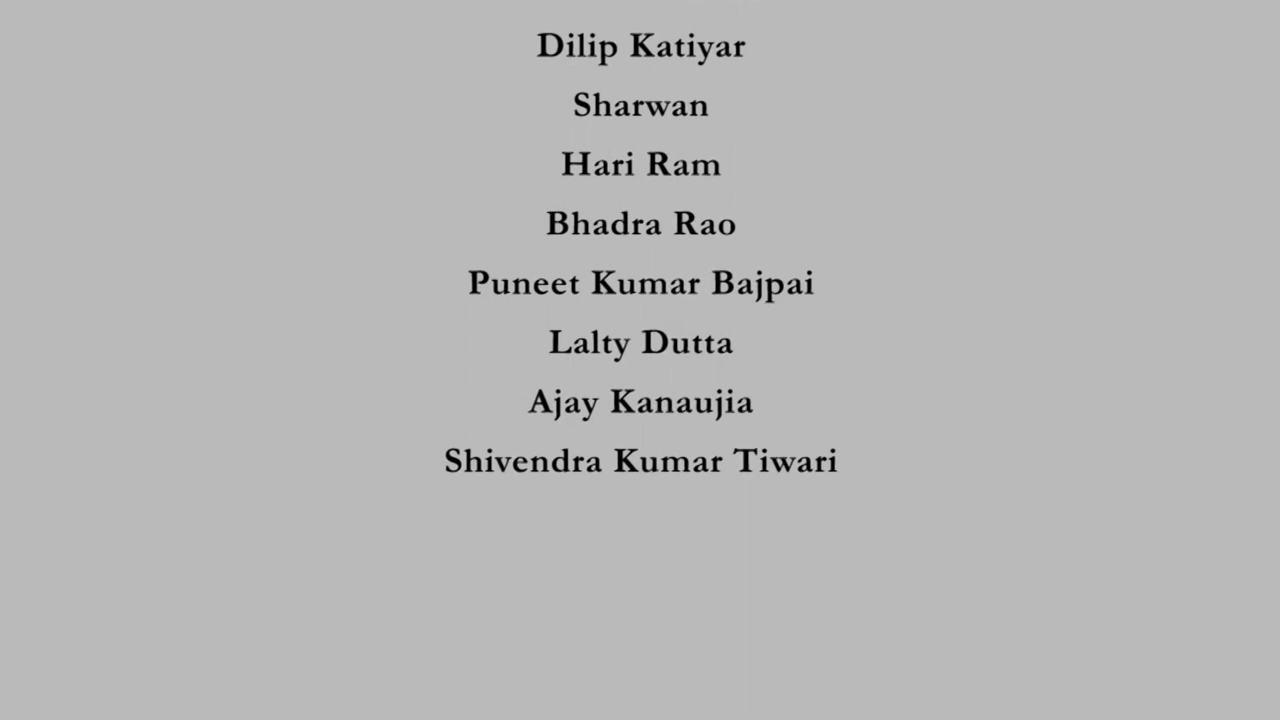 Dilip Katiyar
Sharwan
Hari Ram
Bhadra Rao
Puneet Kumar Bajpai
Lalty Dutta
Ajay Kanaujia
Shivendra Kumar Tiwari